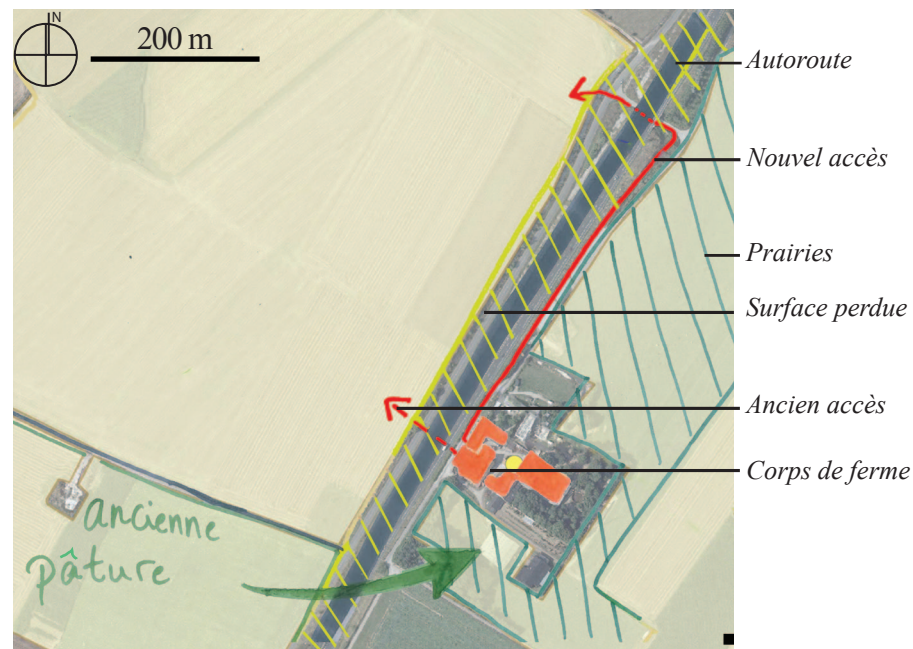 N
200 m
Autoroute
Nouvel accès
Prairies
Surface perdue
Ancien accès
Corps de ferme
ancienne
pâture